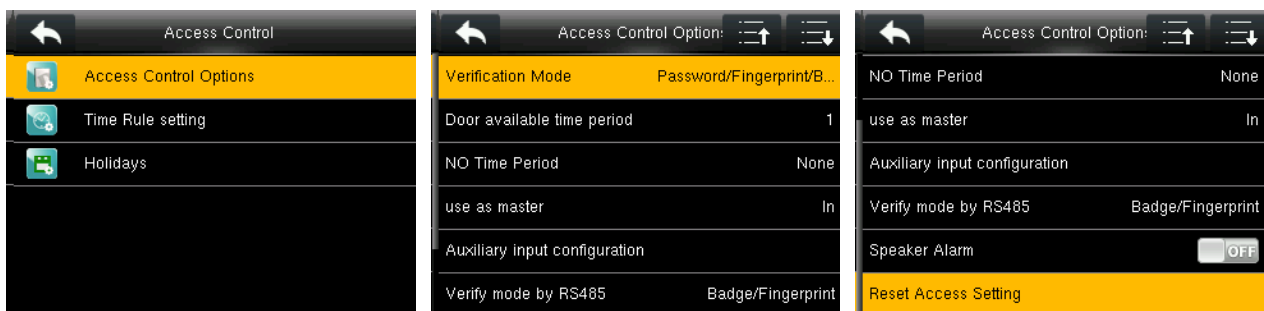 Access Control
Access Control Options
Time Rule setting
Holidays
Access Control Option
Verification Mode Password/Fingerprint/B...
Door available time period 1
NO Time Period None
use as master In
Auxiliary input configuration
Verify mode by RS485 Badge/Fingerprint
Access Control Option
NO Time Period None
use as master In
Auxiliary input configuration
Verify mode by RS485 Badge/Fingerprint
Speaker Alarm OFF
Reset Access Setting